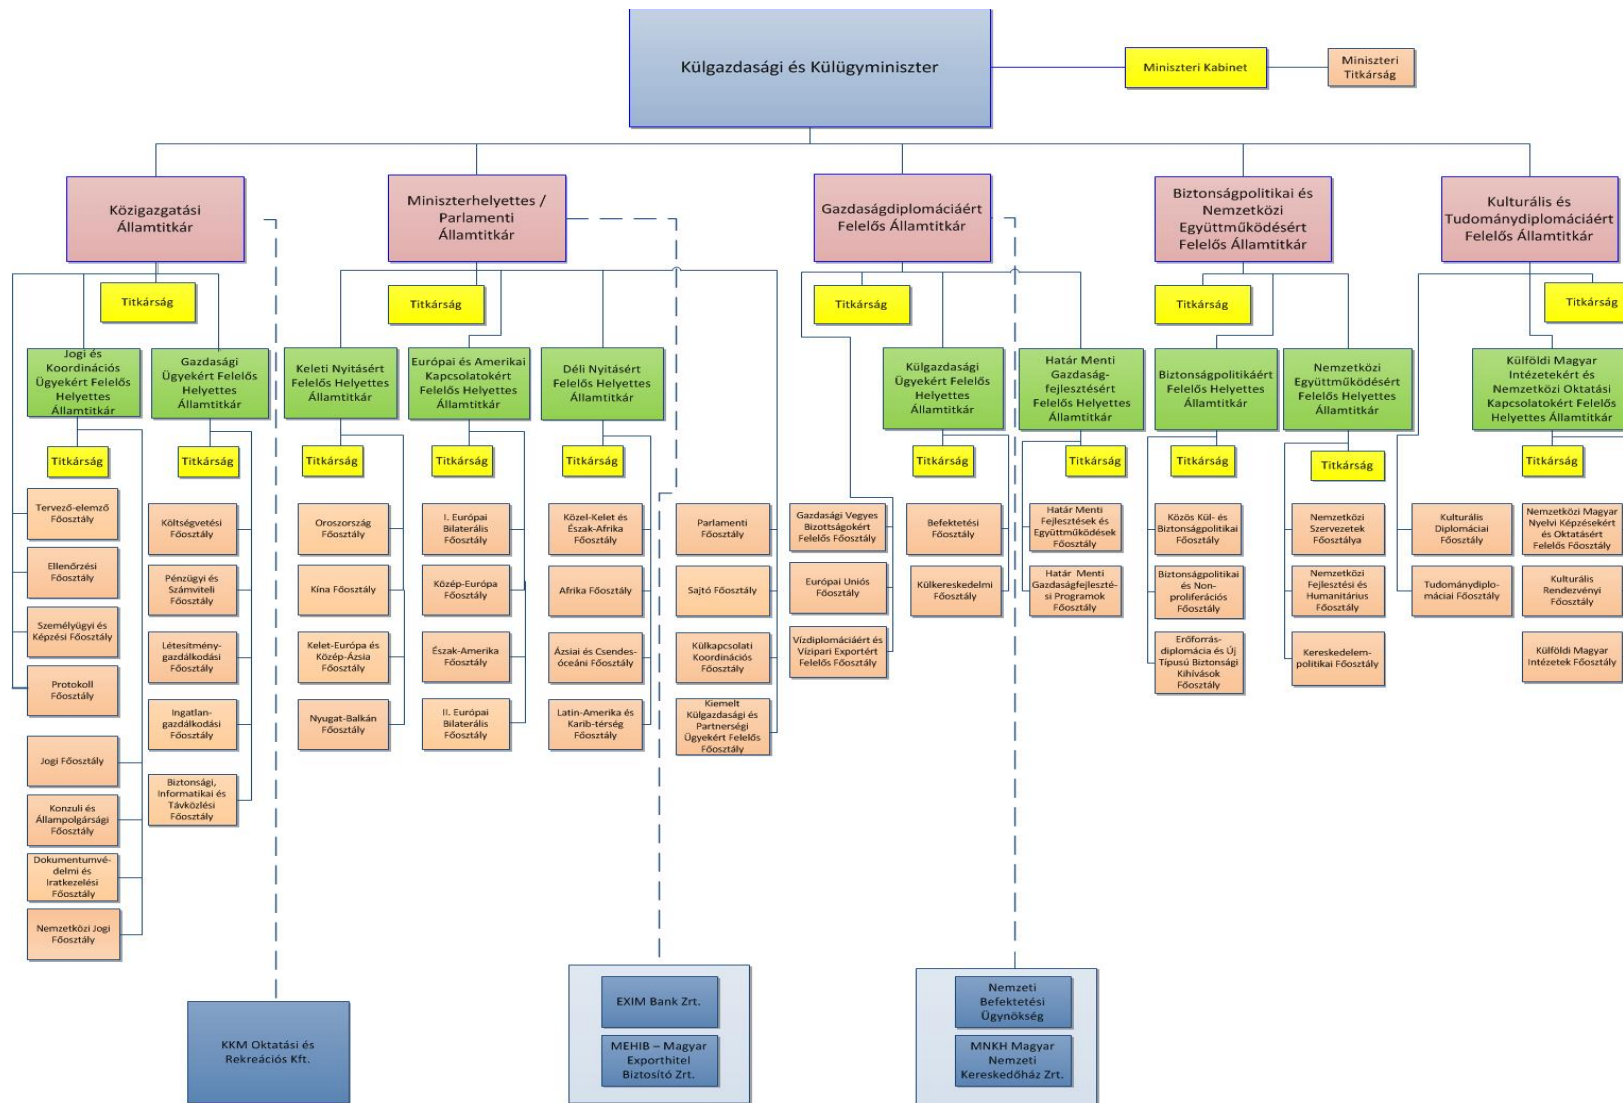 Külgazdasági és Külügyminiszter
Miniszteri Kabinet
Miniszteri
Titkárság
Közigazgatási
Államtitkár
Miniszterhelyettes /
Parlamenti
Államtitkár
Gazdaságdiplomáciáért
Felelős Államtitkár
Biztonságpolitikai és
Nemzetközi
Együttműködésért
Felelős Államtitkár
Kulturális és
Tudománydiplomáciáért
Felelős Államtitkár
Titkárság
Titkárság
Titkárság
Titkárság
Titkárság
Jogi és
Koordinációs
Ügyekért Felelős
Helyettes
Államtitkár
Gazdasági
Ügyekért Felelős
Helyettes
Államtitkár
Keleti Nyitásért
Felelős Helyettes
Államtitkár
Európai és Amerikai
Kapcsolatokért
Felelős Helyettes
Államtitkár
Déli Nyitásért
Felelős Helyettes
Államtitkár
Külgazdasági
Ügyekért Felelős
Helyettes
Államtitkár
Határ Menti
Gazdaság-
fejlesztésért
Felelős Helyettes
Államtitkár
Biztonságpolitikáért
Felelős Helyettes
Államtitkár
Nemzetközi
Együttműködésért
Felelős Helyettes
Államtitkár
Külföldi Magyar
Intézetekért és
Nemzetközi Oktatási
Kapcsolatokért Felelős
Helyettes Államtitkár
Titkárság
Titkárság
Titkárság
Titkárság
Titkárság
Titkárság
Titkárság
Titkárság
Titkárság
Titkárság
Tervező-elemző
Főosztály
Ellenőrzési
Főosztály
Személyügyi és
Képzési Főosztály
Protokoll
Főosztály
Jogi Főosztály
Konzuli és
Állampolgársági
Főosztály
Dokumentumvé-
delmi és
Iratkezelési
Főosztály
Nemzetközi Jogi
Főosztály
Költségvetési
Főosztály
Pénzügyi és
Számviteli
Főosztály
Létesítmény-
gazdálkodási
Főosztály
Ingatlan-
gazdálkodási
Főosztály
Biztonsági,
Informatikai és
Távközlési
Főosztály
Oroszország
Főosztály
Kína Főosztály
Kelet-Európa és
Közép-Ázsia
Főosztály
Nyugat-Balkán
Főosztály
I. Európai
Bilaterális
Főosztály
Közép-Európa
Főosztály
Észak-Amerika
Főosztály
II. Európai
Bilaterális
Főosztály
Közel-Kelet és
Észak-Afrika
Főosztály
Afrika Főosztály
Ázsiai és Csendes-
óceáni Főosztály
Latin-Amerika és
Karib-térség
Főosztály
Parlamenti
Főosztály
Sajtó Főosztály
Külkapcsolati
Koordinációs
Főosztály
Kiemelt
Külgazdasági és
Partnerségi
Ügyekért Felelős
Főosztály
Gazdasági Vegyes
Bizottságokért
Felelős Főosztály
Európai Uniós
Főosztály
Vízdiplomáciáért és
Vízipari Exportért
Felelős Főosztály
Befektetési
Főosztály
Külkereskedelmi
Főosztály
Határ Menti
Fejlesztések és
Együttműködések
Főosztály
Határ Menti
Gazdaságfejleszté-
si Programok
Főosztály
Közös Kül- és
Biztonságpolitikai
Főosztály
Biztonságpolitikai
és Non-
proliferációs
Főosztály
Erőforrás-
diplomácia és Új
Típusú Biztonsági
Kihívások
Főosztály
Nemzetközi
Szervezetek
Főosztálya
Nemzetközi
Fejlesztési és
Humanitárius
Főosztály
Kereskedelem-
politikai Főosztály
Kulturális
Diplomáciai
Főosztály
Tudománydiplo-
máciai Főosztály
Nemzetközi Magyar
Nyelvi Képzésekért
és Oktatásért
Felelős Főosztály
Kulturális
Rendezvényi
Főosztály
Külföldi Magyar
Intézetek Főosztály
KKM Oktatási és
Rekreációs Kft.
EXIM Bank Zrt.
MEHIB – Magyar
Exporthitel
Biztosító Zrt.
Nemzeti
Befektetési
Ügynökség
MNKH Magyar
Nemzeti
Kereskedőház Zrt.